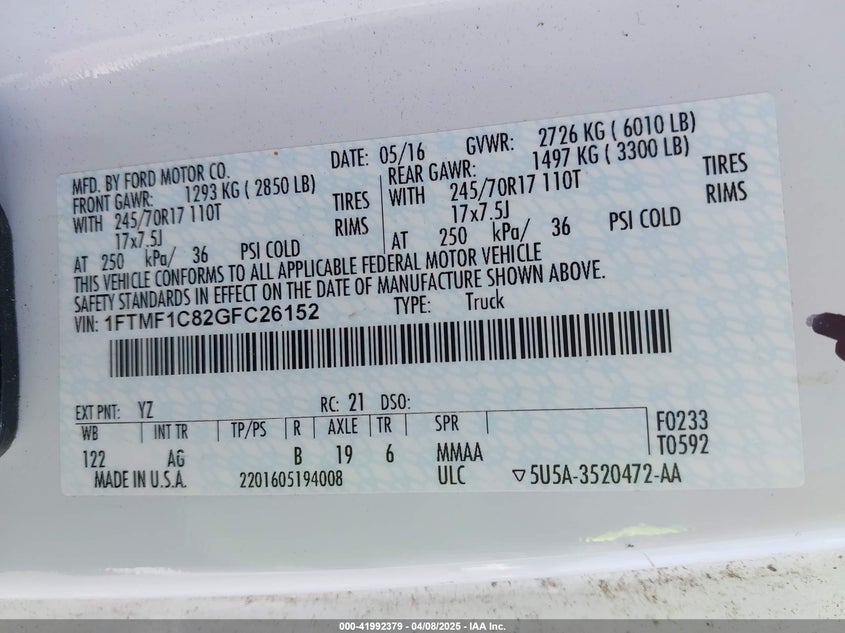 MFD. BY FORD MOTOR CO. DATE: 05/16 GVWR: 2726 KG ( 6010 LB)
FRONT GAWR: 1293 KG ( 2850 LB) REAR GAWR: 1497 KG ( 3300 LB)
WITH 245/70R17 110T TIRES WITH 245/70R17 110T TIRES
17x7.5J RIMS 17x7.5J RIMS
AT 250 kPa/ 36 PSI COLD AT 250 kPa/ 36 PSI COLD
THIS VEHICLE CONFORMS TO ALL APPLICABLE FEDERAL MOTOR VEHICLE
SAFETY STANDARDS IN EFFECT ON THE DATE OF MANUFACTURE SHOWN ABOVE.
VIN: 1FTMF1C82GFC26152 TYPE: Truck
EXT PNT: YZ RC: 21 DSO:
WB INT TR TP/PS R AXLE TR SPR F0233
122 AG B 19 6 MMAA T0592
MADE IN U.S.A. 2201605194008 ULC ▽5U5A-3520472-AA
000-41992379 - 04/08/2025 - IAA Inc.